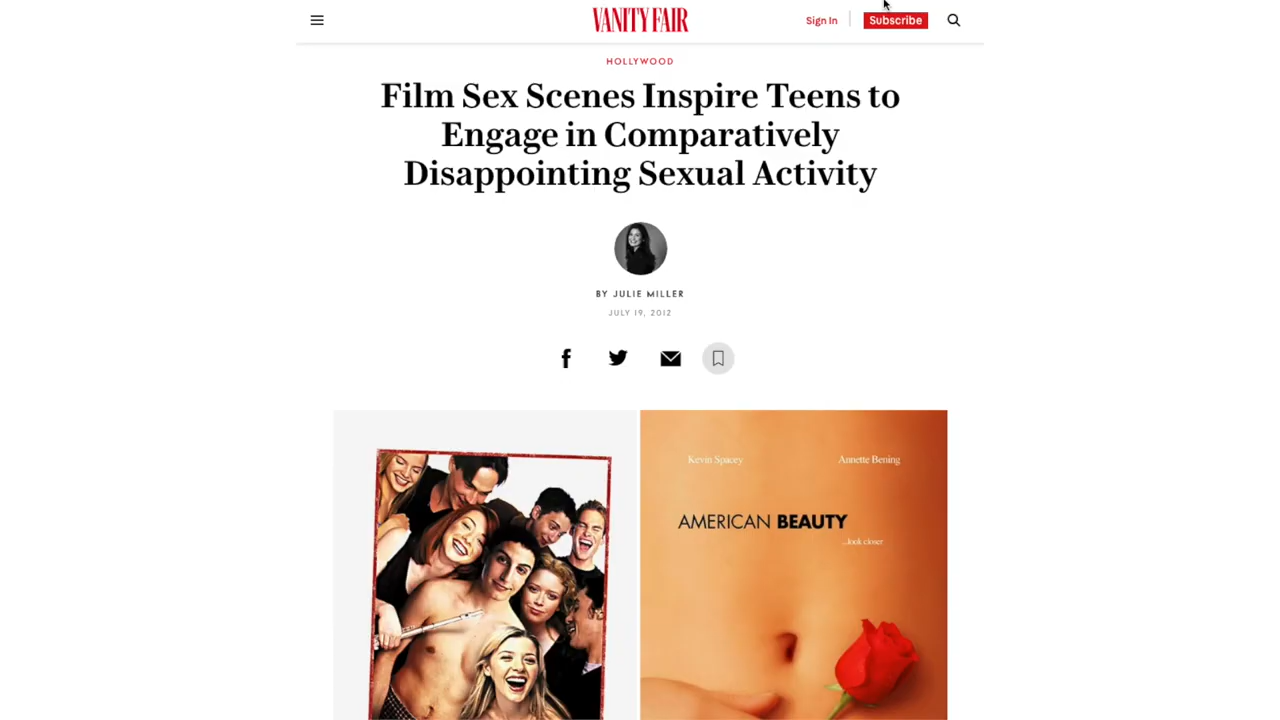 VANITY FAIR
Sign In
Subscribe
HOLLYWOOD
Film Sex Scenes Inspire Teens to
Engage in Comparatively
Disappointing Sexual Activity
BY JULIE MILLER
JULY 19, 2012
Kevin Spacey
Annette Bening
AMERICAN BEAUTY
...look closer